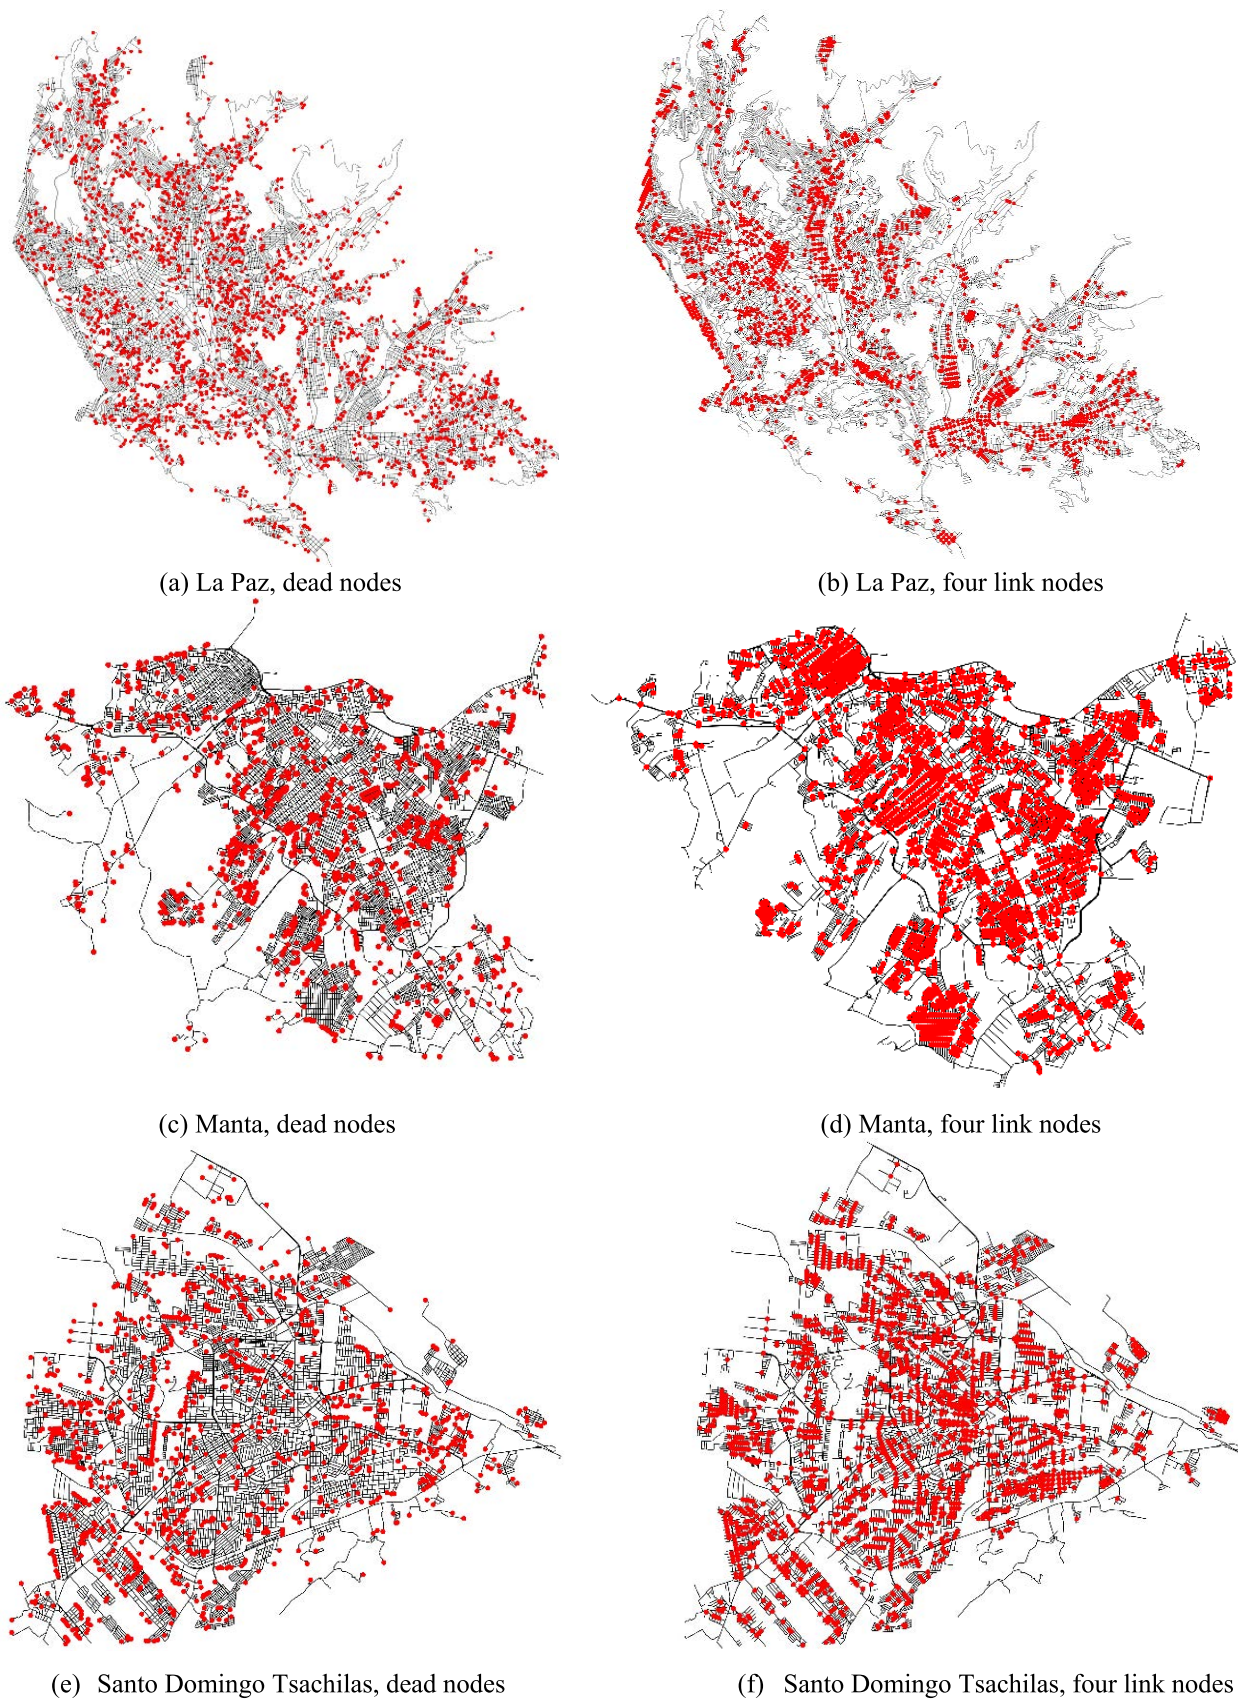 (a) La Paz, dead nodes
(b) La Paz, four link nodes
(c) Manta, dead nodes
(d) Manta, four link nodes
(e) Santo Domingo Tsachilas, dead nodes
(f) Santo Domingo Tsachilas, four link nodes